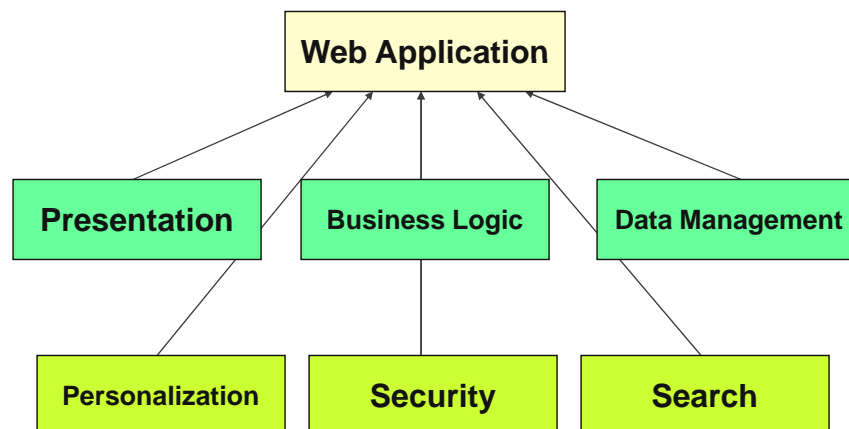 Web Application
Presentation
Business Logic
Data Management
Personalization
Security
Search